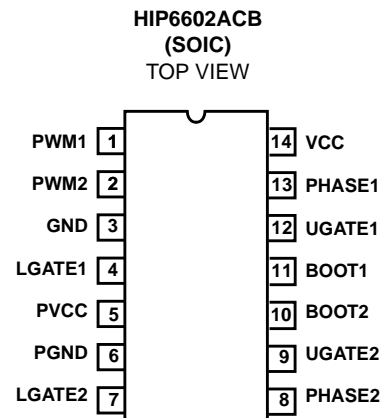 HIP6602ACB
(SOIC)
TOP VIEW
PWM1 1 14 VCC
PWM2 2 13 PHASE1
GND 3 12 UGATE1
LGATE1 4 11 BOOT1
PVCC 5 10 BOOT2
PGND 6 9 UGATE2
LGATE2 7 8 PHASE2